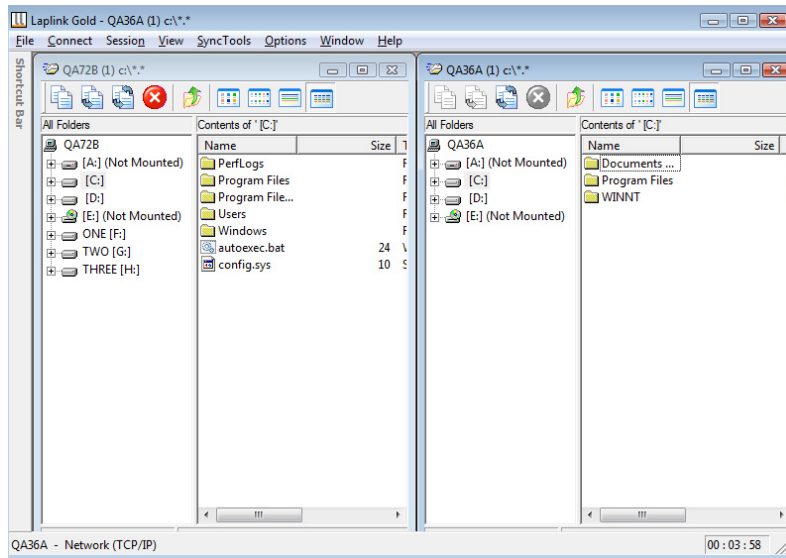 Laplink Gold - QA36A (1) c:\*.*
File Connect Session View SyncTools Options Window Help
Shortcut Bar
QA72B (1) c:\*.*
All Folders
Contents of ' [C:]'
QA72B
[A:] (Not Mounted)
[C:]
[D:]
[E:] (Not Mounted)
ONE [F:]
TWO [G:]
THREE [H:]
Name Size T
PerfLogs F
Program Files F
Program File... F
Users F
Windows F
autoexec.bat 24
config.sys 10 S
QA36A (1) c:\*.*
All Folders
Contents of ' [C:]'
QA36A
[A:] (Not Mounted)
[C:]
[D:]
[E:] (Not Mounted)
Name Size
Documents ...
Program Files
WINNT
QA36A - Network (TCP/IP)
00 : 03 : 58